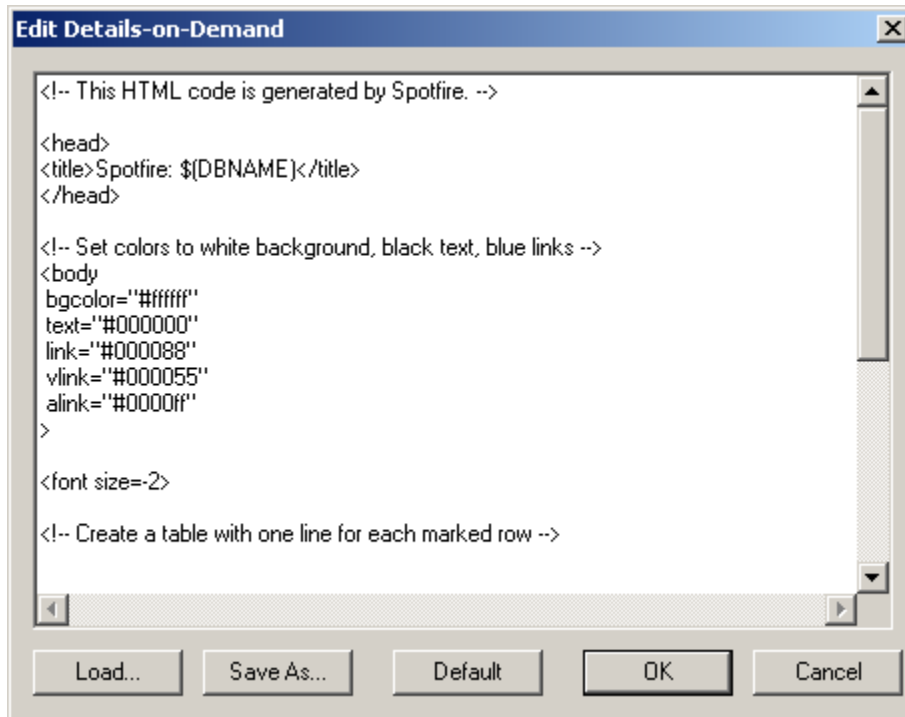 Edit Details-on-Demand
<!-- This HTML code is generated by Spotfire. -->
<head>
<title>Spotfire: $(DBNAME)</title>
</head>
<!-- Set colors to white background, black text, blue links -->
<body
bgcolor="#ffffff"
text="#000000"
link="#000088"
vlink="#000055"
alink="#0000ff"
>
<font size=-2>
<!-- Create a table with one line for each marked row -->
Load... Save As... Default OK Cancel